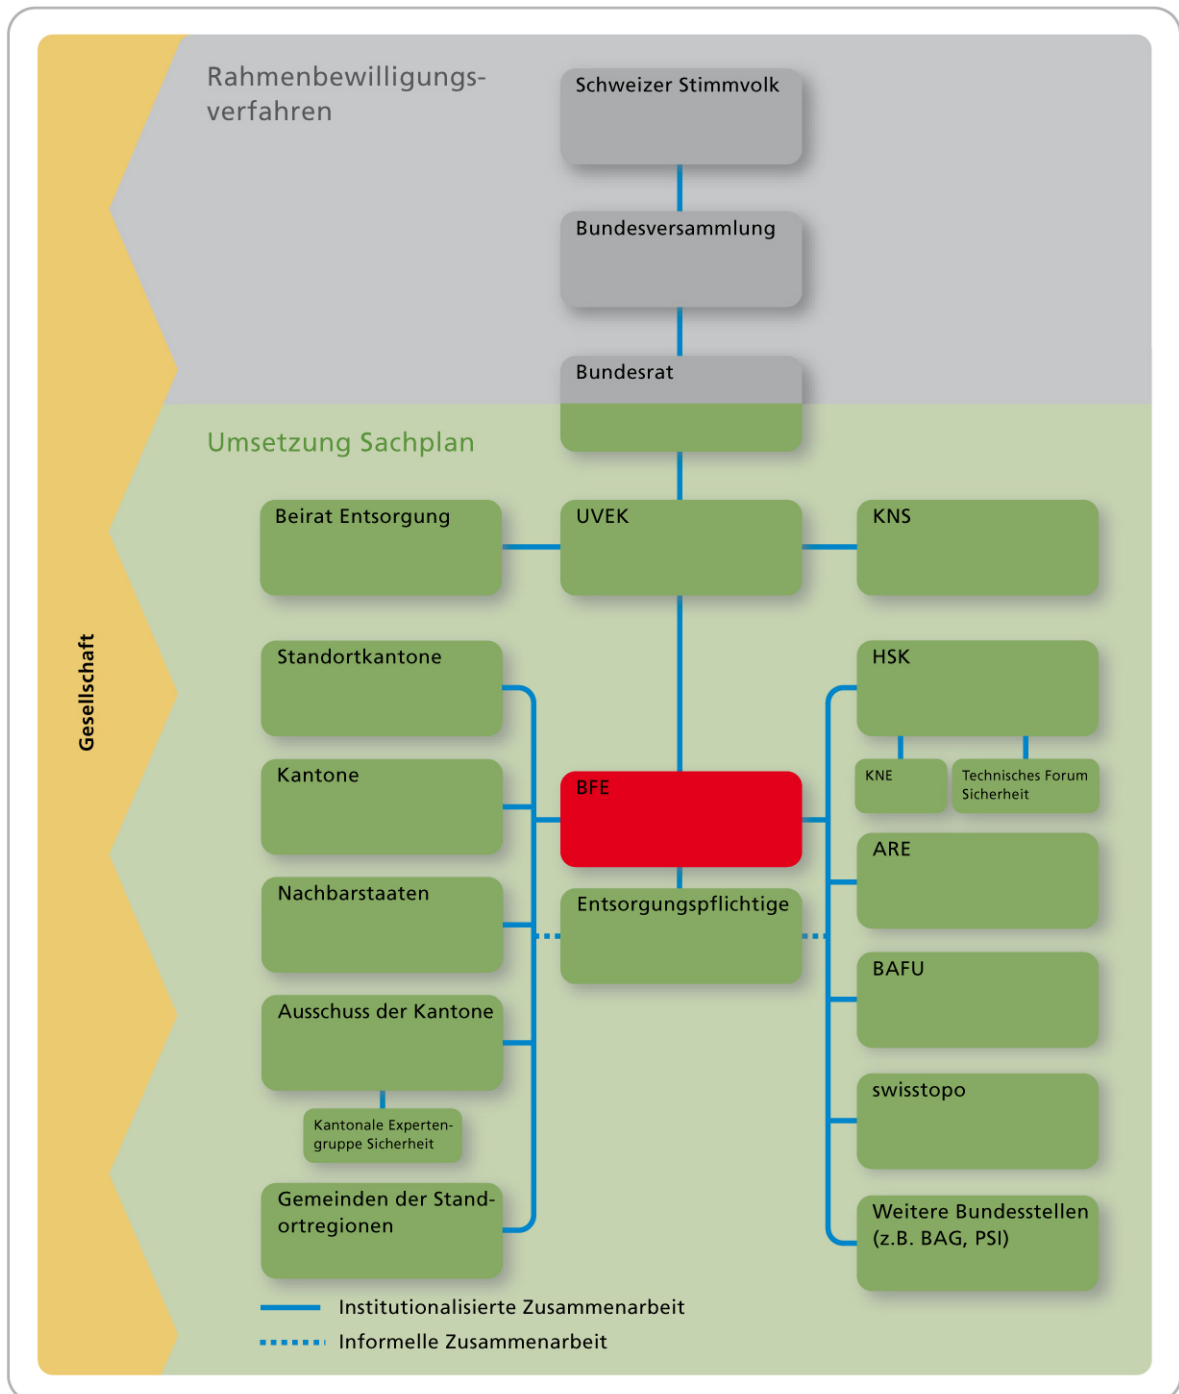 Rahmenbewilligungs-
verfahren
Schweizer Stimmvolk
Bundesversammlung
Bundesrat
Umsetzung Sachplan
Beirat Entsorgung
UVEK
KNS
Gesellschaft
Standortkantone
HSK
Kantone
BFE
KNE
Technisches Forum
Sicherheit
ARE
Nachbarstaaten
Entsorgungspflichtige
BAFU
Ausschuss der Kantone
Kantonale Experten-
gruppe Sicherheit
swisstopo
Gemeinden der Stand-
ortregionen
Weitere Bundesstellen
(z.B. BAG, PSI)
Institutionalisierte Zusammenarbeit
Informelle Zusammenarbeit